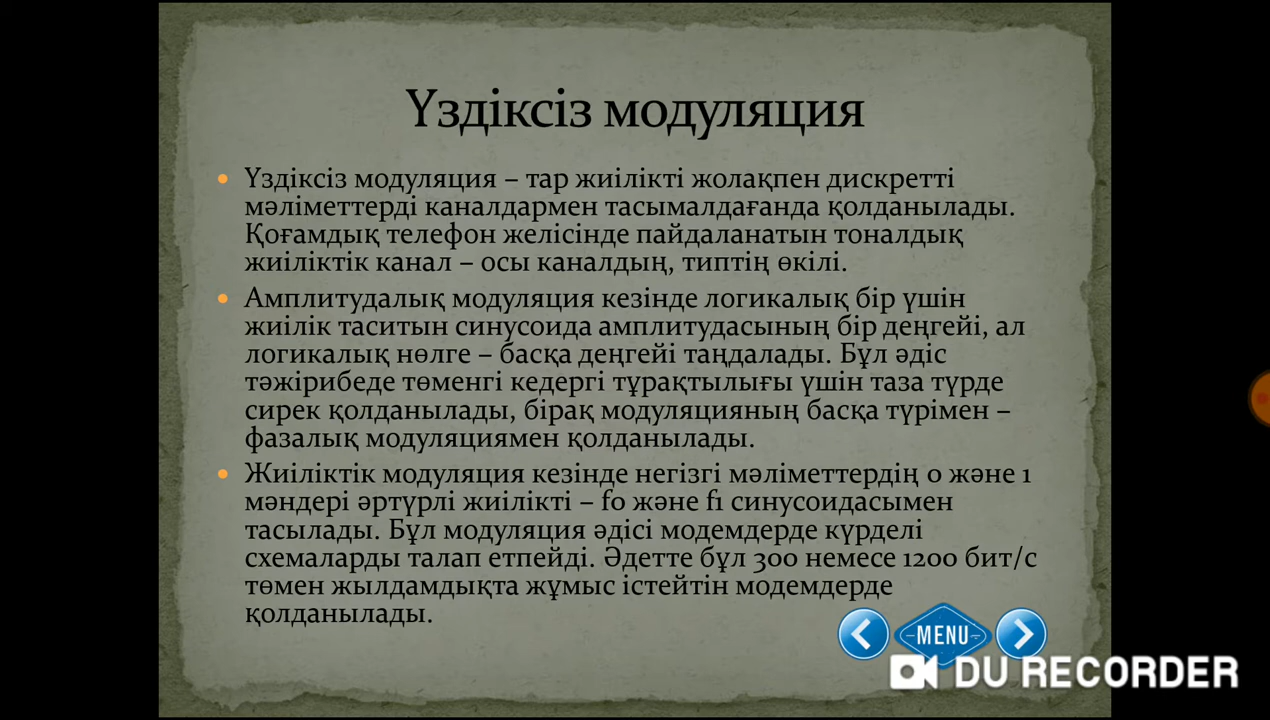 Үздіксіз модуляция
• Үздіксіз модуляция – тар жиілікті жолақпен дискретті
мәліметтерді каналдармен тасымалдағанда қолданылады.
Қоғамдық телефон желісінде пайдаланатын тоналдық
жиіліктік канал – осы каналдың, типтің өкілі.
• Амплитудалық модуляция кезінде логикалық бір үшін
жиілік таситын синусоида амплитудасының бір деңгейі, ал
логикалық нөлге – басқа деңгейі таңдалады. Бұл әдіс
тәжірибеде төменгі кедергі тұрақтылығы үшін таза түрде
сирек қолданылады, бірақ модуляцияның басқа түрімен –
фазалық модуляциямен қолданылады.
• Жиіліктік модуляция кезінде негізгі мәліметтердің 0 және 1
мәндері әртүрлі жиілікті – f0 және f1 синусоидасымен
тасылады. Бұл модуляция әдісі модемдерде күрделі
схемаларды талап етпейді. Әдетте бұл 300 немесе 1200 бит/с
төмен жылдамдықта жұмыс істейтін модемдерде
қолданылады.
MENU
DU RECORDER